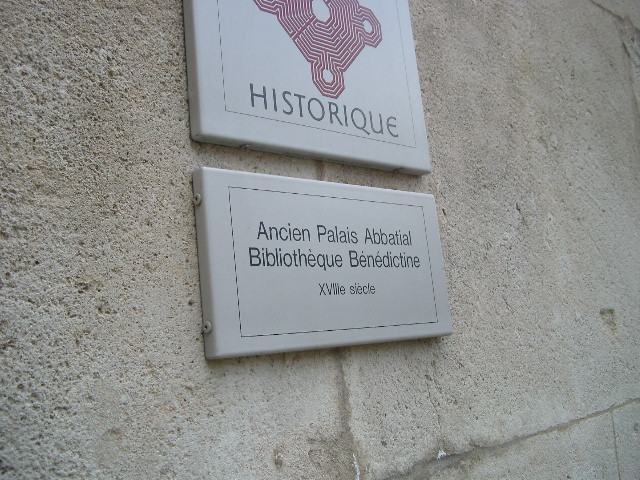 HISTORIQUE
Ancien Palais Abbatial
Bibliothèque Bénédictine
XVIIIe siècle